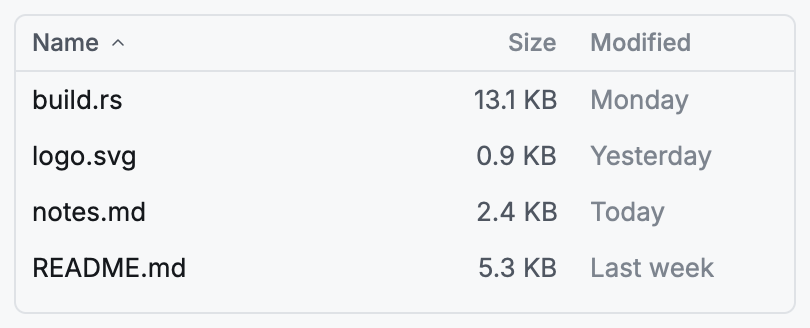 Name Size Modified
build.rs 13.1 KB Monday
logo.svg 0.9 KB Yesterday
notes.md 2.4 KB Today
README.md 5.3 KB Last week